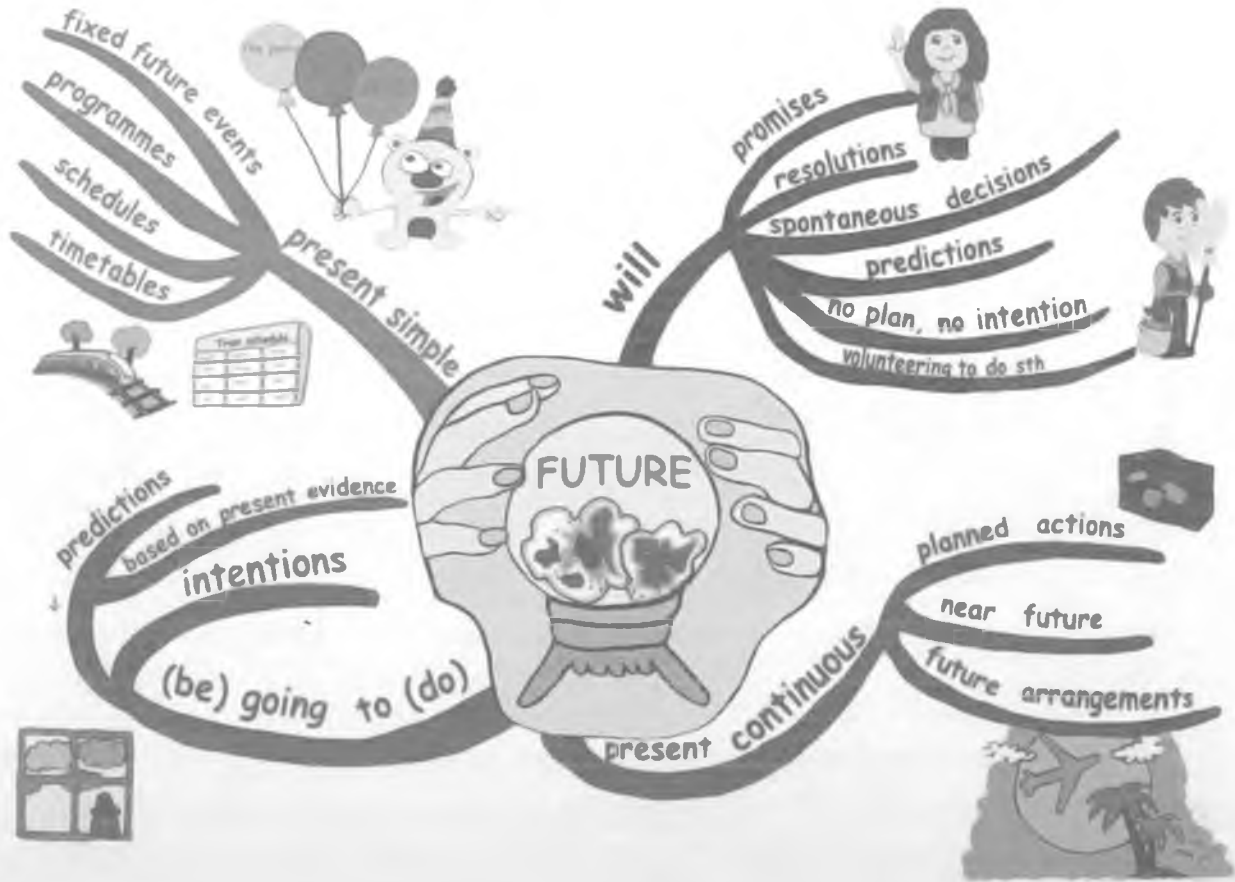 fixed future events
programmes
schedules
timetables
present simple
Train schedule
will
promises
resolutions
spontaneous decisions
predictions
no plan, no intention
volunteering to do sth
FUTURE
predictions
based on present evidence
intentions
(be) going to (do)
present continuous
planned actions
near future
future arrangements